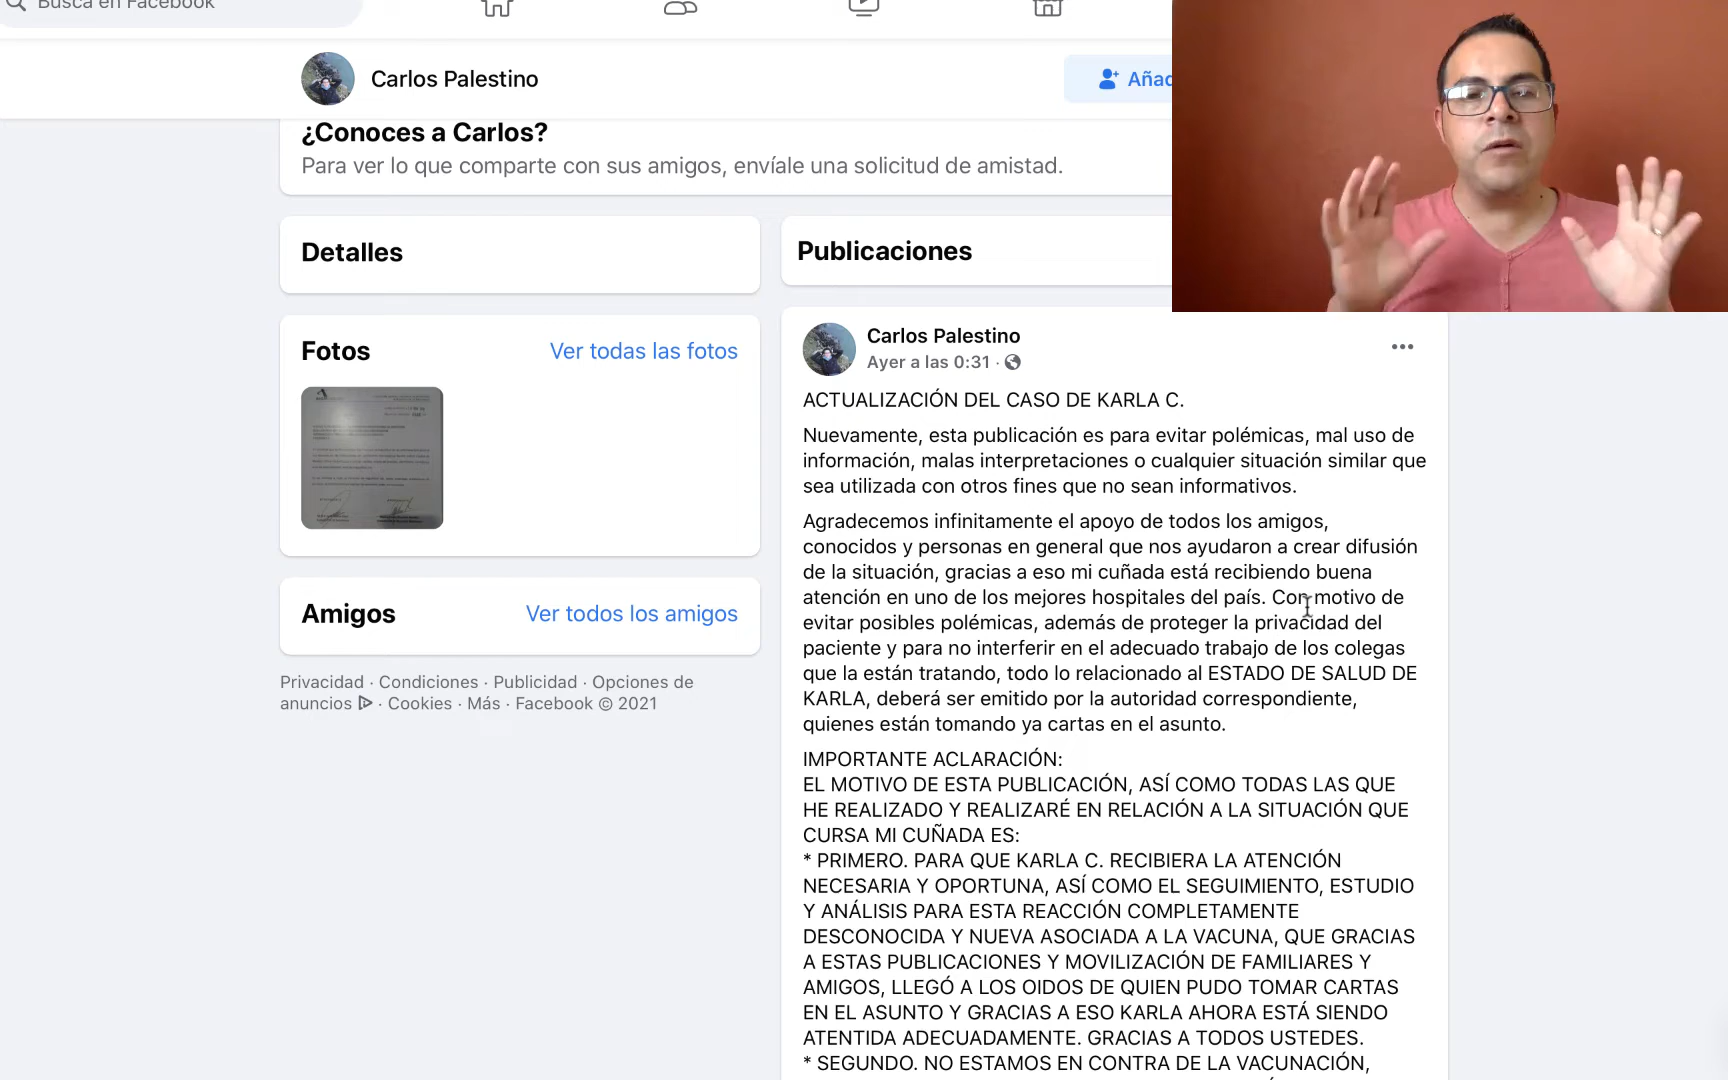 Busca en Facebook
Carlos Palestino
Añad
¿Conoces a Carlos?
Para ver lo que comparte con sus amigos, envíale una solicitud de amistad.
Detalles
Fotos
Ver todas las fotos
Amigos
Ver todos los amigos
Privacidad · Condiciones · Publicidad · Opciones de
anuncios · Cookies · Más · Facebook © 2021
Publicaciones
Carlos Palestino
Ayer a las 0:31 ·
ACTUALIZACIÓN DEL CASO DE KARLA C.
Nuevamente, esta publicación es para evitar polémicas, mal uso de
información, malas interpretaciones o cualquier situación similar que
sea utilizada con otros fines que no sean informativos.
Agradecemos infinitamente el apoyo de todos los amigos,
conocidos y personas en general que nos ayudaron a crear difusión
de la situación, gracias a eso mi cuñada está recibiendo buena
atención en uno de los mejores hospitales del país. Con motivo de
evitar posibles polémicas, además de proteger la privacidad del
paciente y para no interferir en el adecuado trabajo de los colegas
que la están tratando, todo lo relacionado al ESTADO DE SALUD DE
KARLA, deberá ser emitido por la autoridad correspondiente,
quienes están tomando ya cartas en el asunto.
IMPORTANTE ACLARACIÓN:
EL MOTIVO DE ESTA PUBLICACIÓN, ASÍ COMO TODAS LAS QUE
HE REALIZADO Y REALIZARÉ EN RELACIÓN A LA SITUACIÓN QUE
CURSA MI CUÑADA ES:
* PRIMERO. PARA QUE KARLA C. RECIBIERA LA ATENCIÓN
NECESARIA Y OPORTUNA, ASÍ COMO EL SEGUIMIENTO, ESTUDIO
Y ANÁLISIS PARA ESTA REACCIÓN COMPLETAMENTE
DESCONOCIDA Y NUEVA ASOCIADA A LA VACUNA, QUE GRACIAS
A ESTAS PUBLICACIONES Y MOVILIZACIÓN DE FAMILIARES Y
AMIGOS, LLEGÓ A LOS OIDOS DE QUIEN PUDO TOMAR CARTAS
EN EL ASUNTO Y GRACIAS A ESO KARLA AHORA ESTÁ SIENDO
ATENTIDA ADECUADAMENTE. GRACIAS A TODOS USTEDES.
* SEGUNDO. NO ESTAMOS EN CONTRA DE LA VACUNACIÓN,